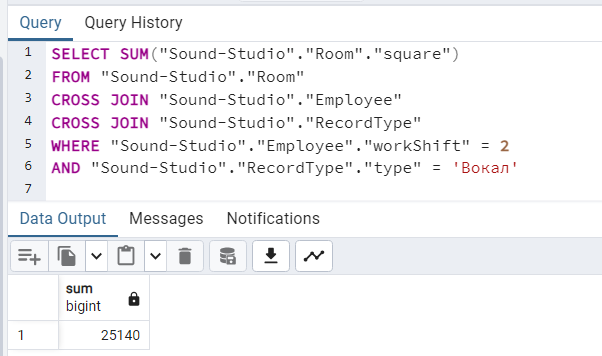 Query Query History
1 SELECT SUM("Sound-Studio"."Room"."square")
2 FROM "Sound-Studio"."Room"
3 CROSS JOIN "Sound-Studio"."Employee"
4 CROSS JOIN "Sound-Studio"."RecordType"
5 WHERE "Sound-Studio"."Employee"."workShift" = 2
6 AND "Sound-Studio"."RecordType"."type" = 'Вокал'
7
Data Output Messages Notifications
sum
bigint
1 25140